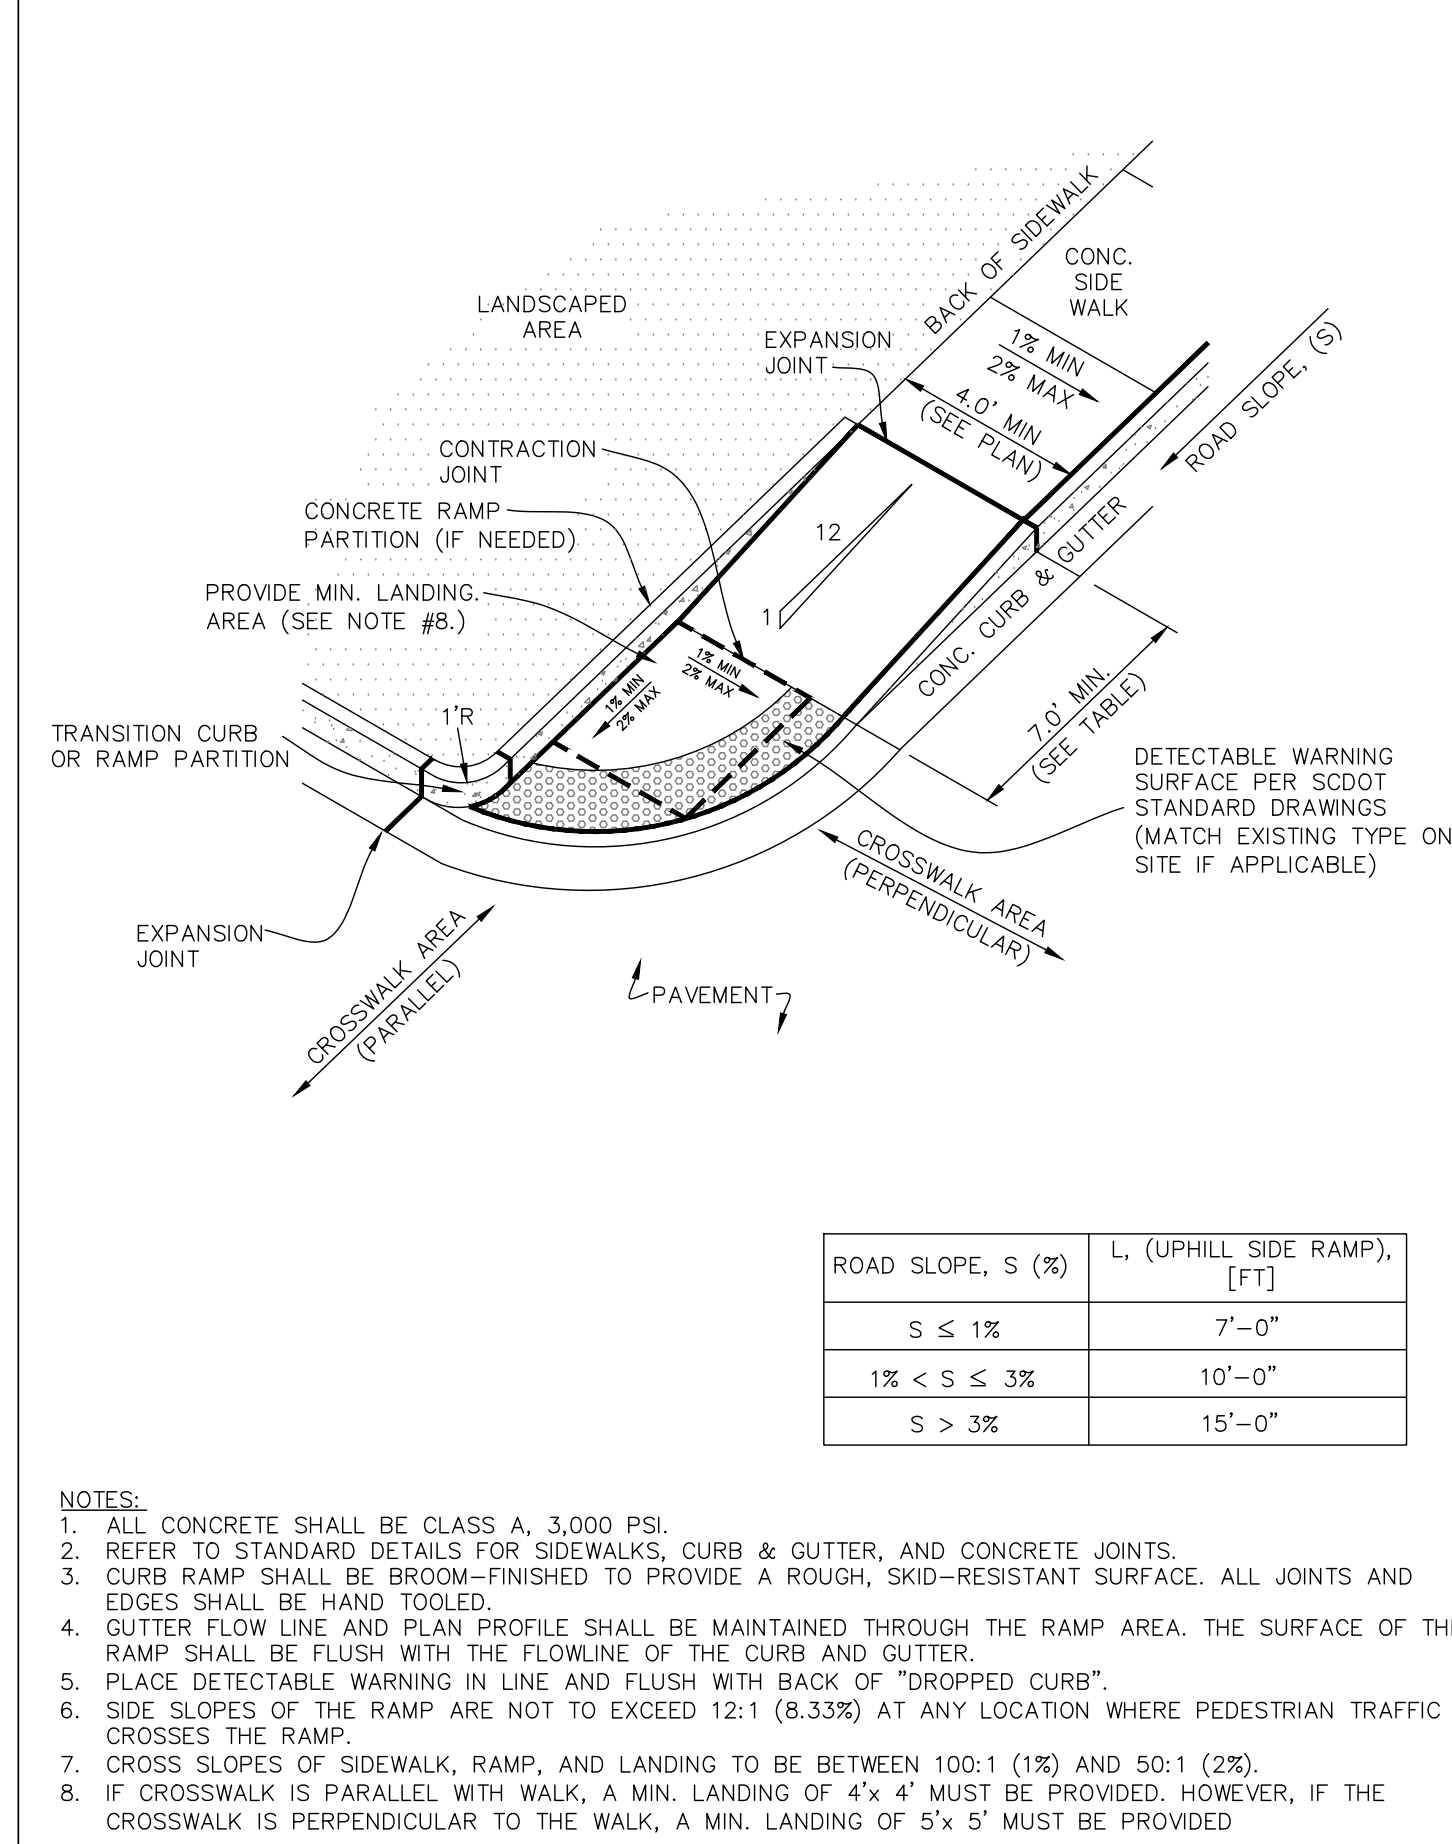 BACK OF SIDEWALK
CONC.
SIDE
WALK
LANDSCAPED
AREA
EXPANSION
JOINT
1% MIN
2% MAX
4.0' MIN
(SEE PLAN)
ROAD SLOPE, (S)
CONTRACTION
JOINT
CONCRETE RAMP
PARTITION (IF NEEDED)
12
1
CONC. CURB & GUTTER
PROVIDE MIN. LANDING.
AREA (SEE NOTE #8.)
1% MIN
2% MAX
1% MIN
2% MAX
7.0' MIN.
(SEE TABLE)
1'R
TRANSITION CURB
OR RAMP PARTITION
DETECTABLE WARNING
SURFACE PER SCDOT
STANDARD DRAWINGS
(MATCH EXISTING TYPE ON
SITE IF APPLICABLE)
CROSSWALK AREA
(PERPENDICULAR)
EXPANSION
JOINT
CROSSWALK AREA
(PARALLEL)
PAVEMENT
ROAD SLOPE, S (%)
L, (UPHILL SIDE RAMP),
[FT]
S ≤ 1%
7'-0"
1% < S ≤ 3%
10'-0"
S > 3%
15'-0"
NOTES:
1. ALL CONCRETE SHALL BE CLASS A, 3,000 PSI.
2. REFER TO STANDARD DETAILS FOR SIDEWALKS, CURB & GUTTER, AND CONCRETE JOINTS.
3. CURB RAMP SHALL BE BROOM-FINISHED TO PROVIDE A ROUGH, SKID-RESISTANT SURFACE. ALL JOINTS AND
EDGES SHALL BE HAND TOOLED.
4. GUTTER FLOW LINE AND PLAN PROFILE SHALL BE MAINTAINED THROUGH THE RAMP AREA. THE SURFACE OF TH
RAMP SHALL BE FLUSH WITH THE FLOWLINE OF THE CURB AND GUTTER.
5. PLACE DETECTABLE WARNING IN LINE AND FLUSH WITH BACK OF "DROPPED CURB".
6. SIDE SLOPES OF THE RAMP ARE NOT TO EXCEED 12:1 (8.33%) AT ANY LOCATION WHERE PEDESTRIAN TRAFFIC
CROSSES THE RAMP.
7. CROSS SLOPES OF SIDEWALK, RAMP, AND LANDING TO BE BETWEEN 100:1 (1%) AND 50:1 (2%).
8. IF CROSSWALK IS PARALLEL WITH WALK, A MIN. LANDING OF 4'x 4' MUST BE PROVIDED. HOWEVER, IF THE
CROSSWALK IS PERPENDICULAR TO THE WALK, A MIN. LANDING OF 5'x 5' MUST BE PROVIDED